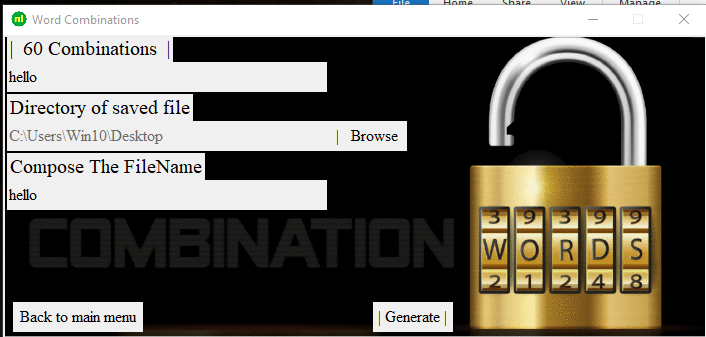 File Home Share View Manage
nl Word Combinations
| 60 Combinations |
hello
Directory of saved file
C:\Users\Win10\Desktop | Browse
Compose The FileName
hello
COMBINATION
3 9 3 9 9
W O R D S
2 1 2 4 8
Back to main menu | Generate |